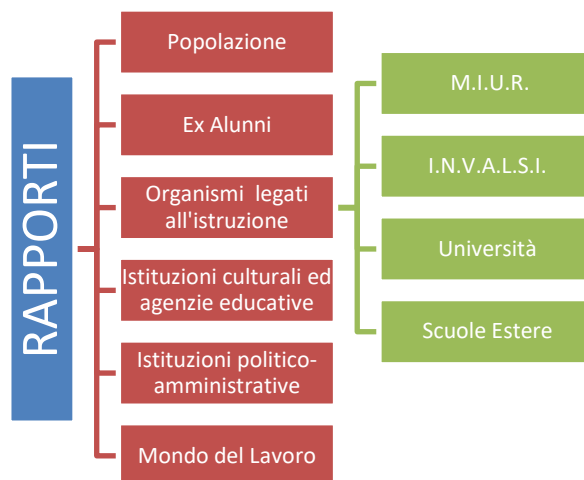 RAPPORTI
Popolazione
Ex Alunni
Organismi legati
all'istruzione
Istituzioni culturali ed
agenzie educative
Istituzioni politico-
amministrative
Mondo del Lavoro
M.I.U.R.
I.N.V.A.L.S.I.
Università
Scuole Estere